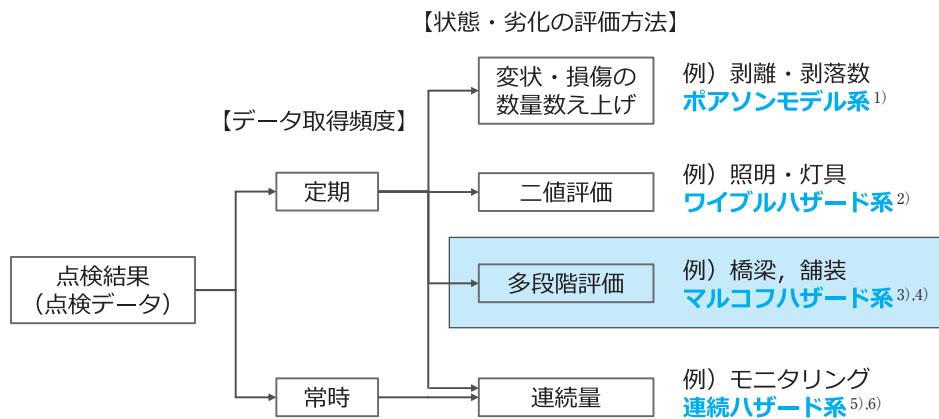 【状態・劣化の評価方法】
変状・損傷の
数量数え上げ
例）剥離・剥落数
ポアソンモデル系1)
【データ取得頻度】
定期
二値評価
例）照明・灯具
ワイブルハザード系2)
点検結果
（点検データ）
多段階評価
例）橋梁，舗装
マルコフハザード系3),4)
常時
連続量
例）モニタリング
連続ハザード系5),6)